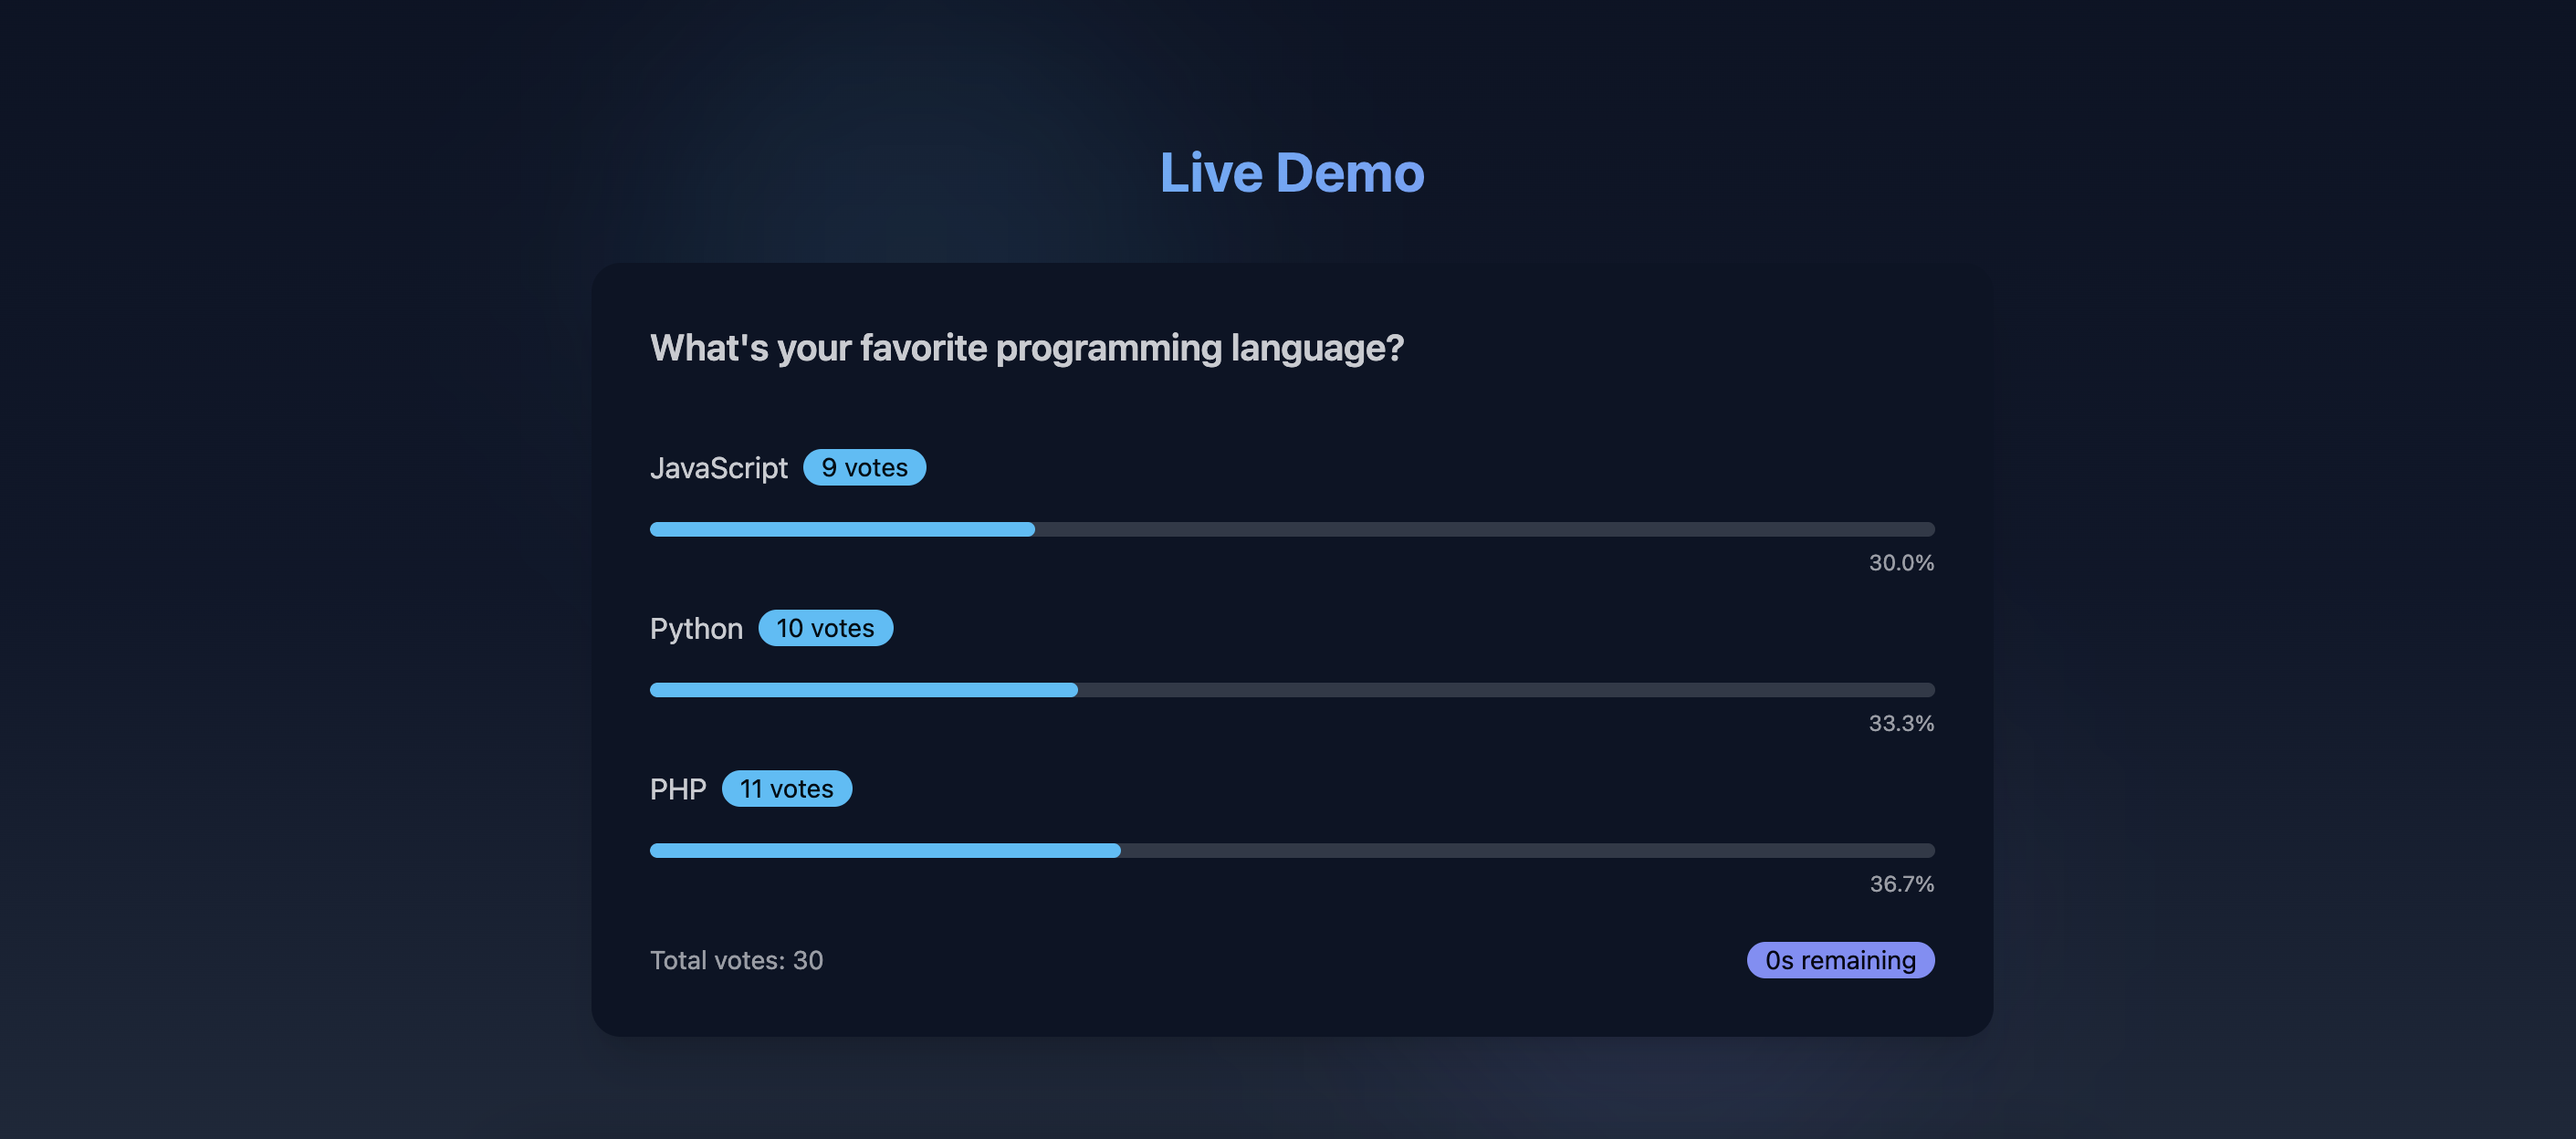 Live Demo
What's your favorite programming language?
JavaScript 9 votes
30.0%
Python 10 votes
33.3%
PHP 11 votes
36.7%
Total votes: 30 0s remaining